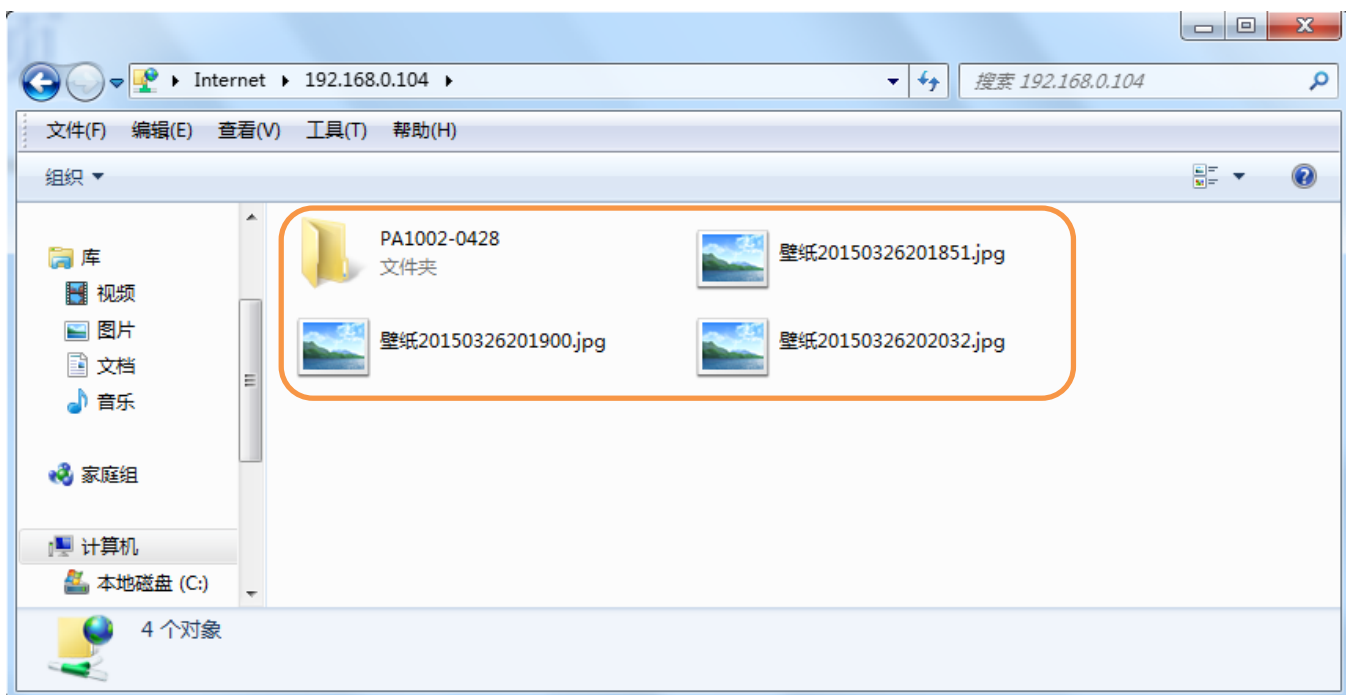 Internet 192.168.0.104
搜索 192.168.0.104
文件(F) 编辑(E) 查看(V) 工具(T) 帮助(H)
组织
库
视频
图片
文档
音乐
家庭组
计算机
本地磁盘 (C:)
PA1002-0428
文件夹
壁纸20150326201851.jpg
壁纸20150326201900.jpg
壁纸20150326202032.jpg
4 个对象